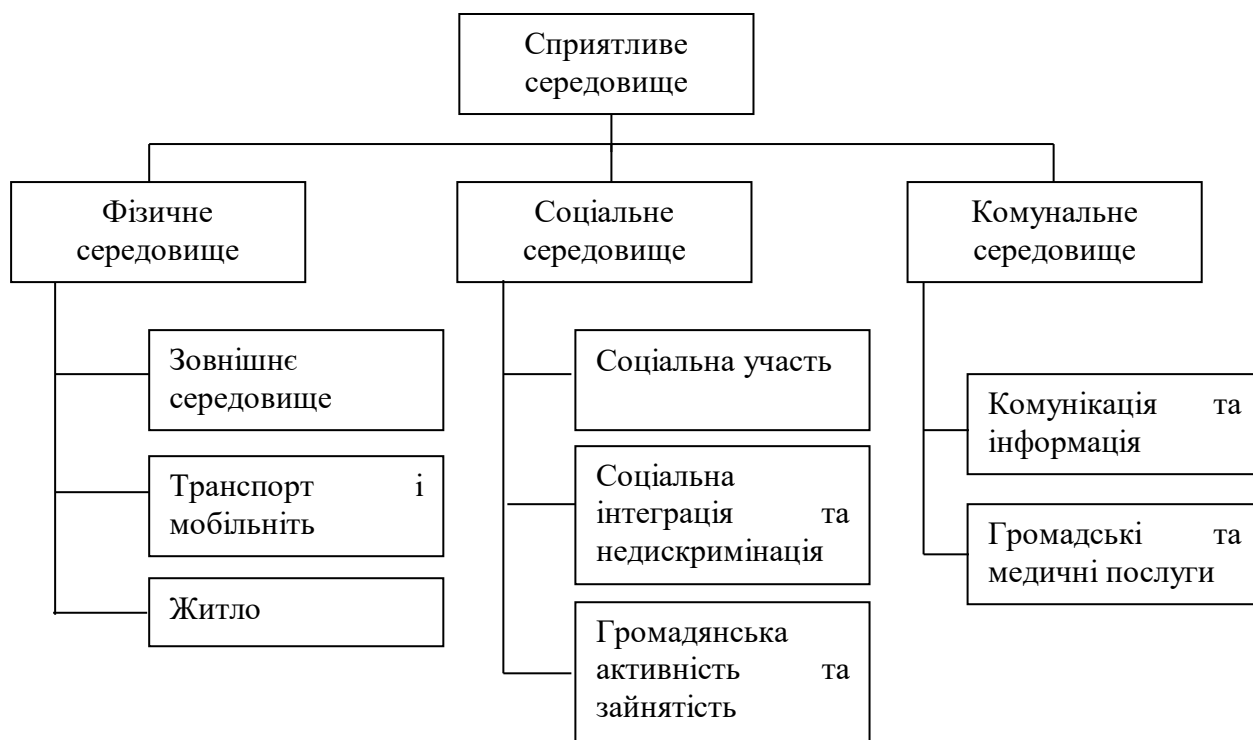 Сприятливе
середовище
Фізичне
середовище
Соціальне
середовище
Комунальне
середовище
Зовнішнє
середовище
Транспорт і
мобільніть
Житло
Соціальна участь
Соціальна
інтеграція та
недискримінація
Громадянська
активність та
зайнятість
Комунікація та
інформація
Громадські та
медичні послуги